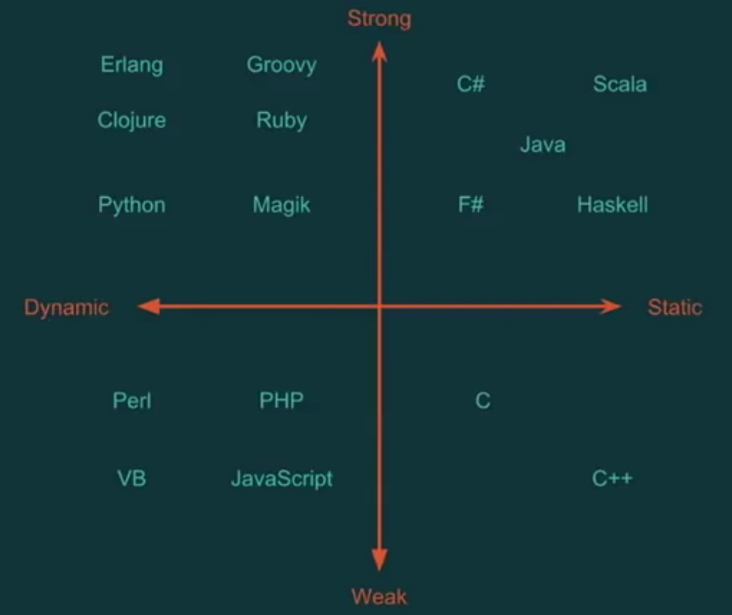 Strong
Erlang Groovy
C# Scala
Clojure Ruby
Java
Python Magik F# Haskell
Dynamic Static
Perl PHP C
VB JavaScript C++
Weak